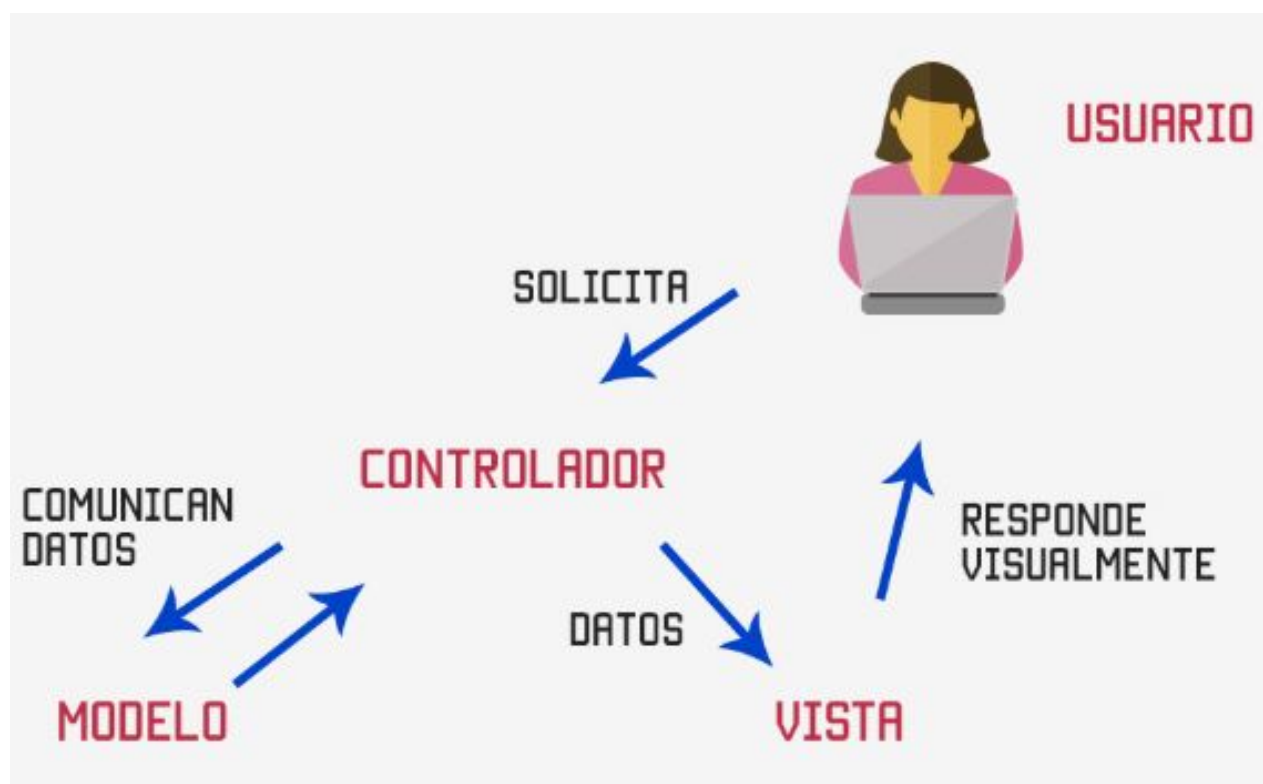 USUARIO
SOLICITA
CONTROLADOR
COMUNICAN
DATOS
RESPONDE
VISUALMENTE
DATOS
MODELO
VISTA